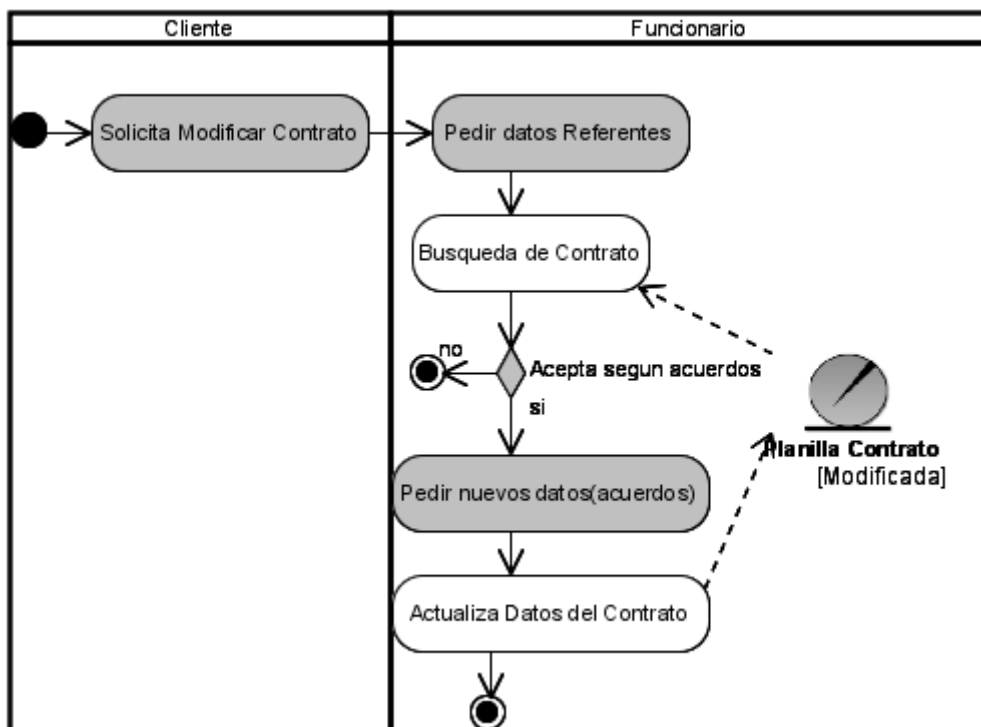 Cliente
Funcionario
Solicita Modificar Contrato
Pedir datos Referentes
Busqueda de Contrato
no
Acepta segun acuerdos
si
Planilla Contrato
[Modificada]
Pedir nuevos datos(acuerdos)
Actualiza Datos del Contrato